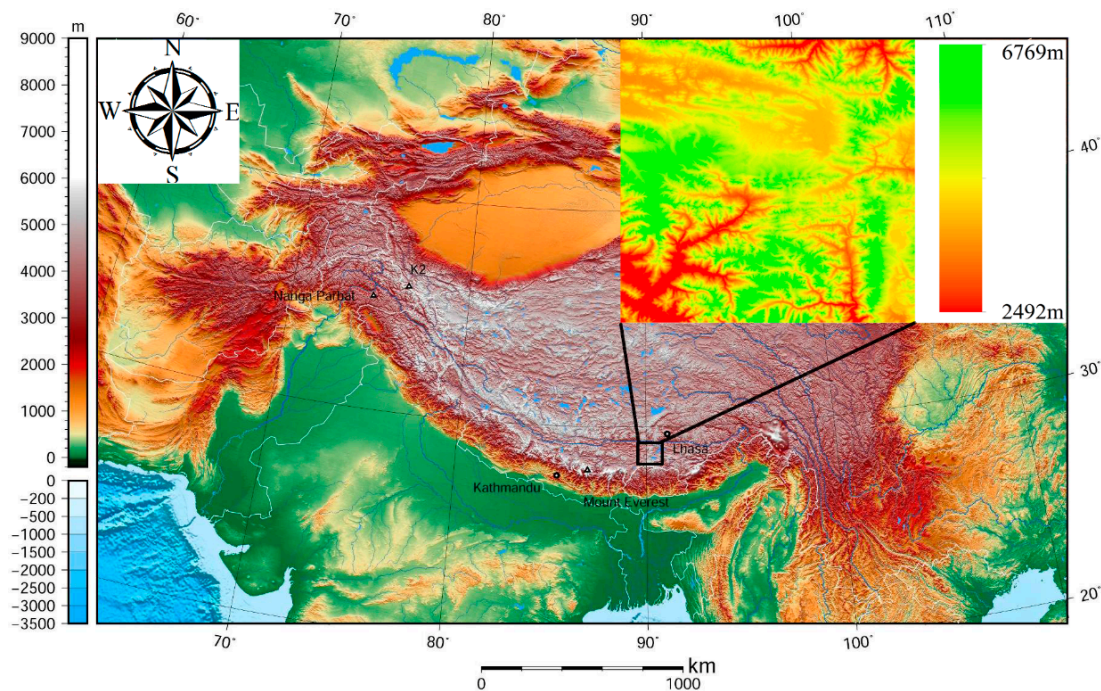 m
60°
70°
80°
90°
100°
110°
9000
8000
7000
6000
5000
4000
3000
2000
1000
0
0
-200
-500
-1000
-1500
-2000
-2500
-3000
-3500
N
W
E
S
6769m
2492m
40°
30°
20°
K2
Nanga Parbat
Lhasa
Kathmandu
Mount Everest
70°
80°
90°
100°
km
0
1000